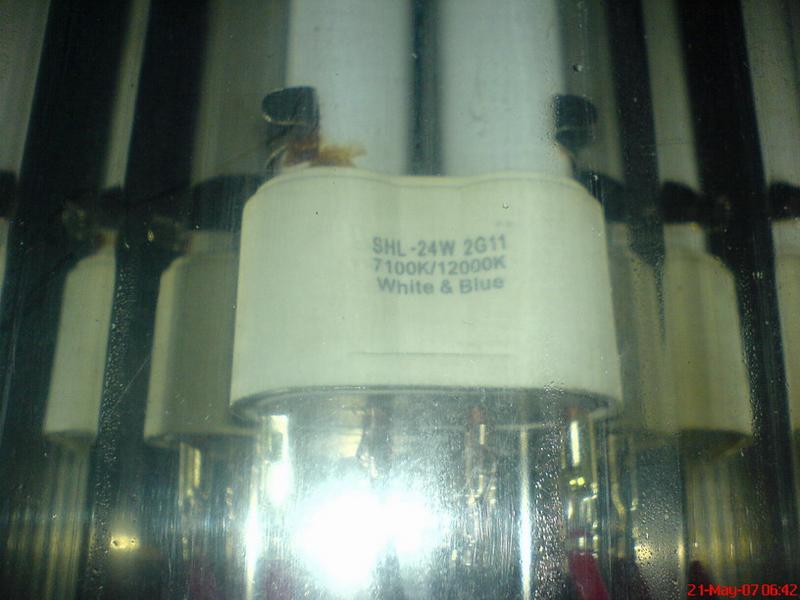 SHL-24W 2G11
7100K/12000K
White & Blue
21-May-07 06:42